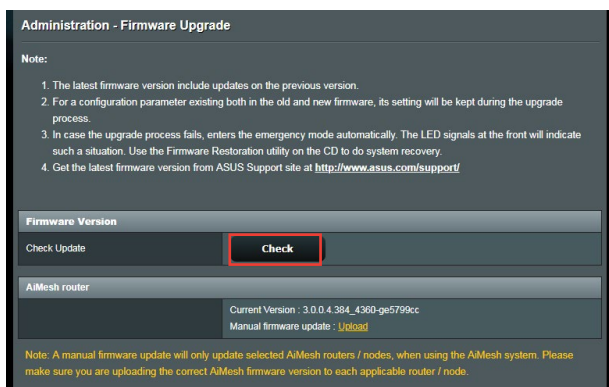 Administration - Firmware Upgrade
Note:
1. The latest firmware version include updates on the previous version.
2. For a configuration parameter existing both in the old and new firmware, its setting will be kept during the upgrade
process.
3. In case the upgrade process fails, enters the emergency mode automatically. The LED signals at the front will indicate
such a situation. Use the Firmware Restoration utility on the CD to do system recovery.
4. Get the latest firmware version from ASUS Support site at http://www.asus.com/support/
Firmware Version
Check Update Check
AiMesh router
Current Version : 3.0.0.4.384_4360-ge5799cc
Manual firmware update : Upload
Note: A manual firmware update will only update selected AiMesh routers / nodes, when using the AiMesh system. Please
make sure you are uploading the correct AiMesh firmware version to each applicable router / node.